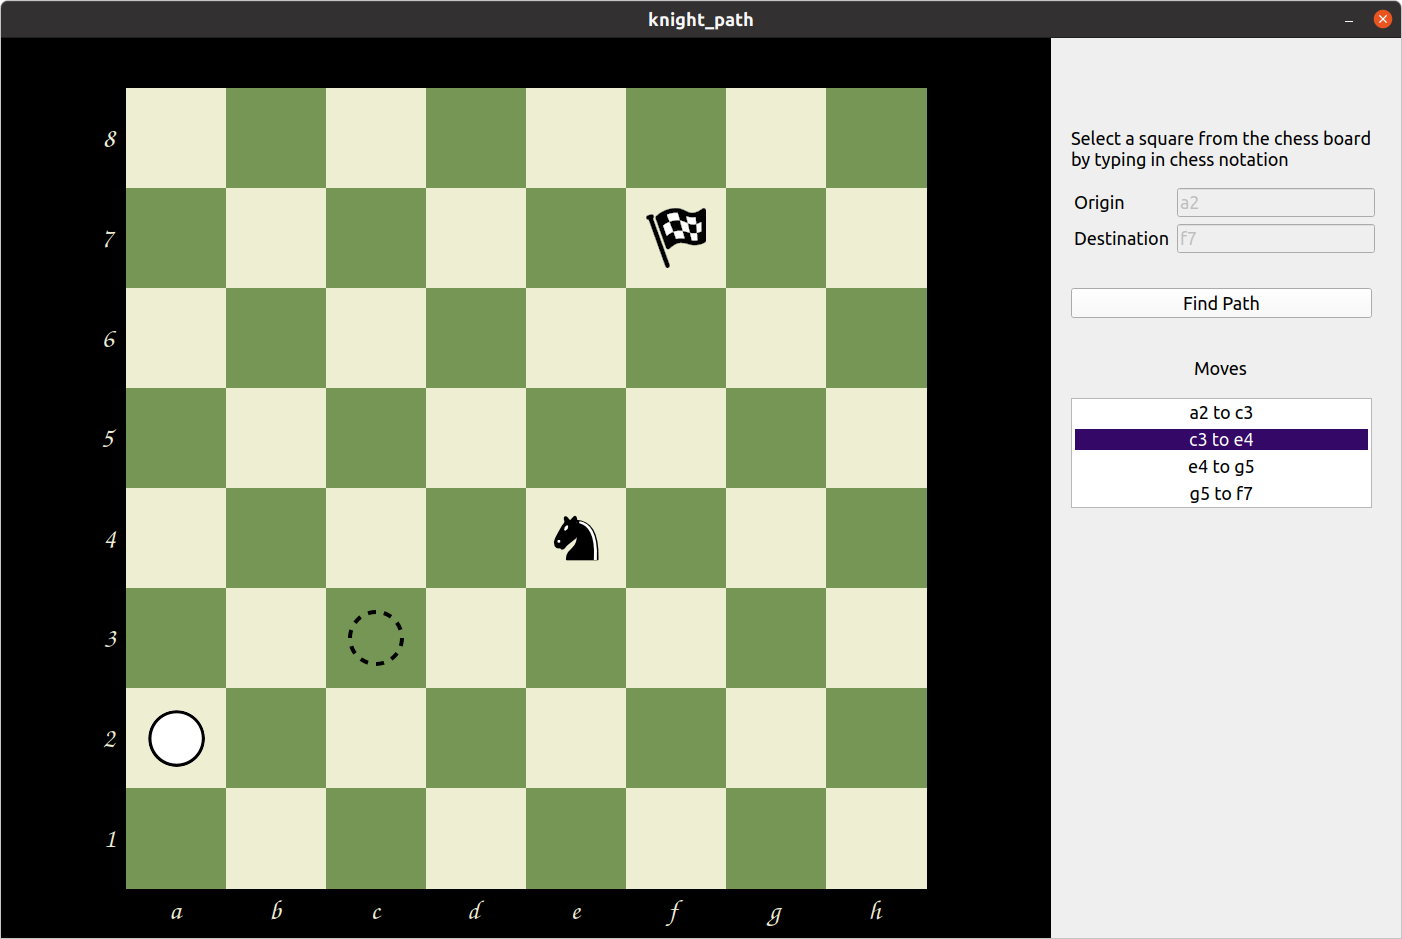 knight_path
8
7
6
5
4
3
2
1
a b c d e f g h
Select a square from the chess board
by typing in chess notation
Origin a2
Destination f7
Find Path
Moves
a2 to c3
c3 to e4
e4 to g5
g5 to f7